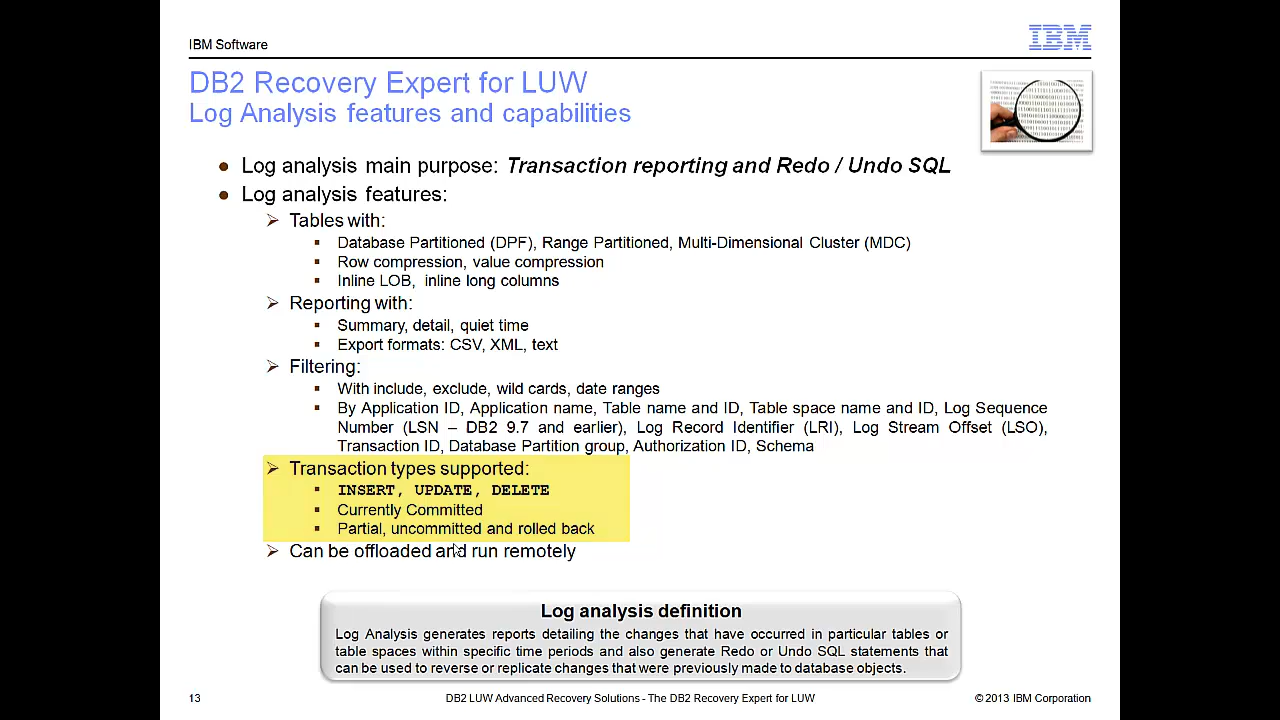 IBM Software
IBM
DB2 Recovery Expert for LUW
Log Analysis features and capabilities
● Log analysis main purpose: Transaction reporting and Redo / Undo SQL
● Log analysis features:
➢ Tables with:
▪ Database Partitioned (DPF), Range Partitioned, Multi-Dimensional Cluster (MDC)
▪ Row compression, value compression
▪ Inline LOB, inline long columns
➢ Reporting with:
▪ Summary, detail, quiet time
▪ Export formats: CSV, XML, text
➢ Filtering:
▪ With include, exclude, wild cards, date ranges
▪ By Application ID, Application name, Table name and ID, Table space name and ID, Log Sequence
Number (LSN – DB2 9.7 and earlier), Log Record Identifier (LRI), Log Stream Offset (LSO),
Transaction ID, Database Partition group, Authorization ID, Schema
➢ Transaction types supported:
▪ INSERT, UPDATE, DELETE
▪ Currently Committed
▪ Partial, uncommitted and rolled back
➢ Can be offloaded and run remotely
Log analysis definition
Log Analysis generates reports detailing the changes that have occurred in particular tables or
table spaces within specific time periods and also generate Redo or Undo SQL statements that
can be used to reverse or replicate changes that were previously made to database objects.
13
DB2 LUW Advanced Recovery Solutions - The DB2 Recovery Expert for LUW
© 2013 IBM Corporation